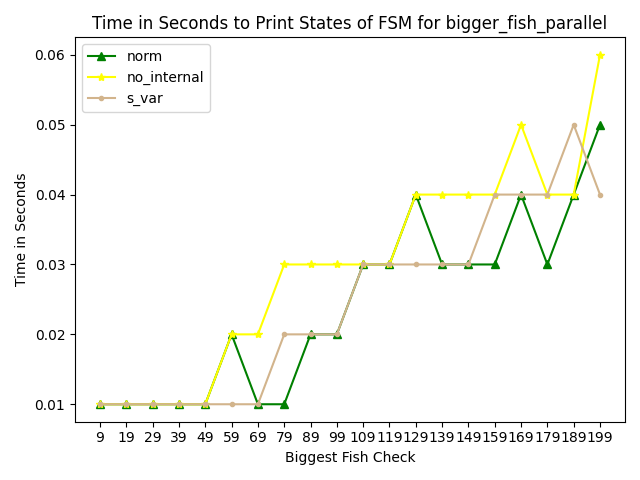 Time in Seconds to Print States of FSM for bigger_fish_parallel
norm
no_internal
s_var
Time in Seconds
0.06
0.05
0.04
0.03
0.02
0.01
9 19 29 39 49 59 69 79 89 99 109 119 129 139 149 159 169 179 189 199
Biggest Fish Check